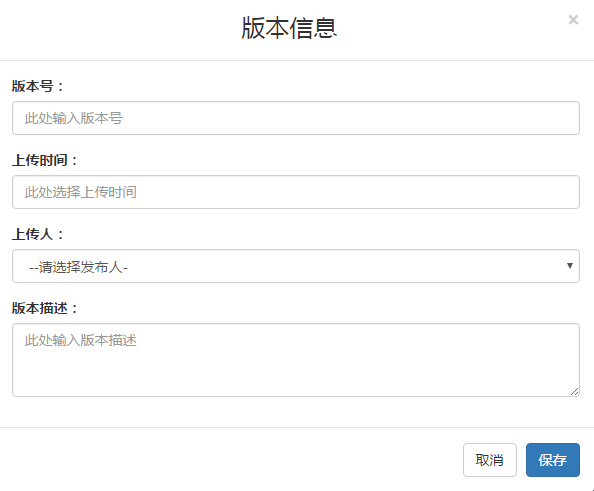 版本信息
×
版本号：
此处输入版本号
上传时间：
此处选择上传时间
上传人：
--请选择发布人-
版本描述：
此处输入版本描述
取消
保存